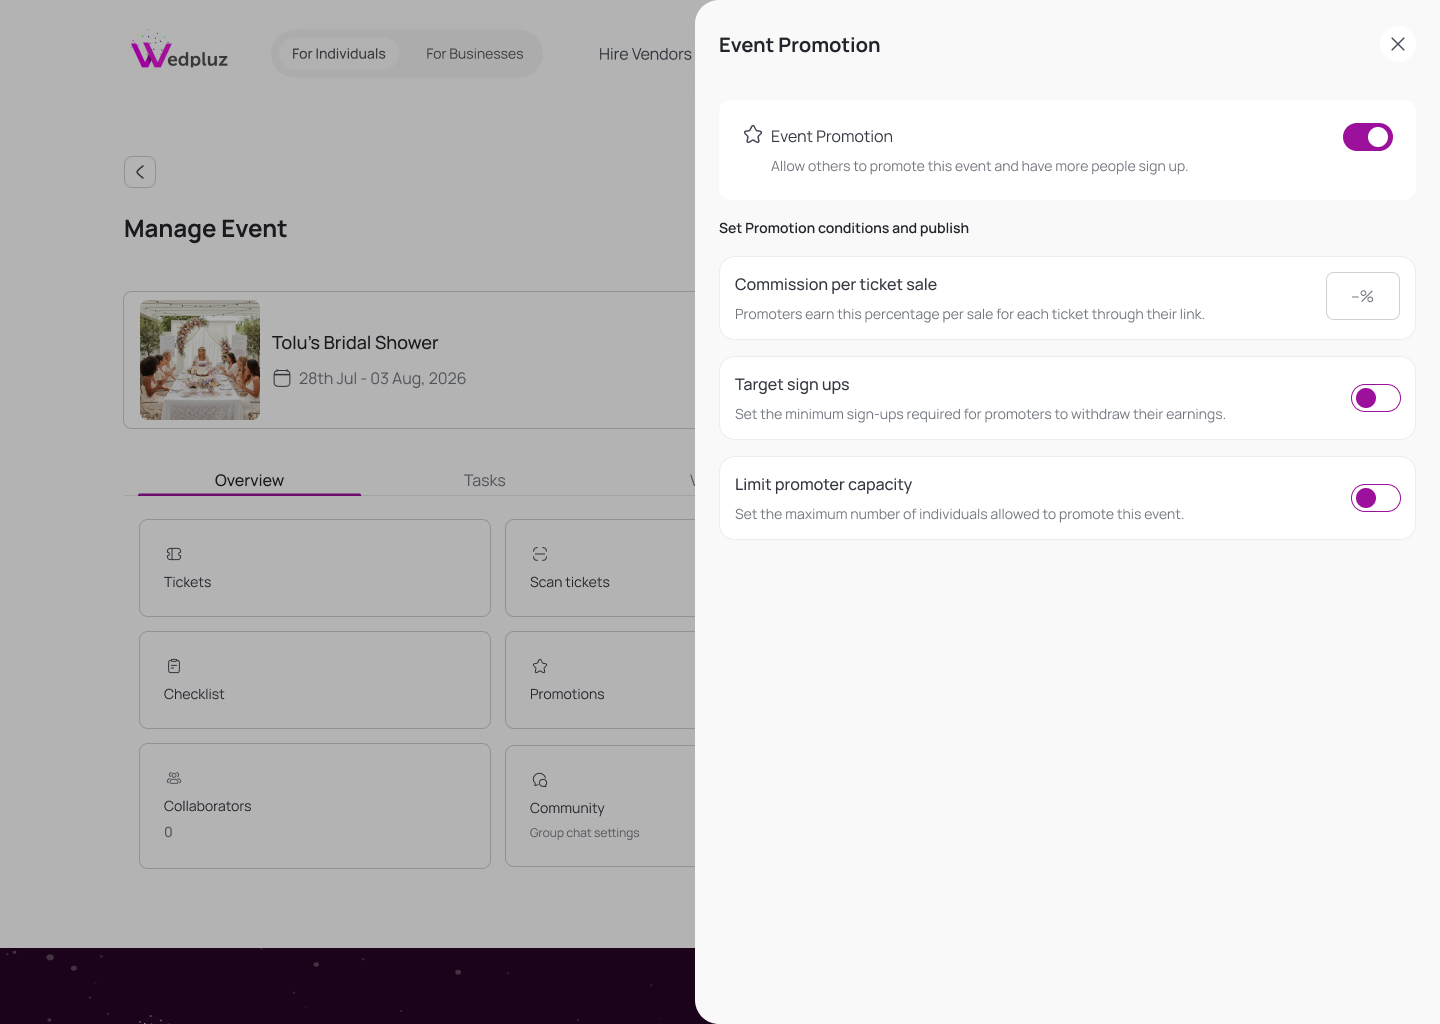 Wedpluz
For Individuals
For Businesses
Hire Vendors
Manage Event
Tolu's Bridal Shower
28th Jul - 03 Aug, 2026
Overview
Tasks
Tickets
Scan tickets
Checklist
Promotions
Collaborators
0
Community
Group chat settings
Event Promotion
Event Promotion
Allow others to promote this event and have more people sign up.
Set Promotion conditions and publish
Commission per ticket sale
Promoters earn this percentage per sale for each ticket through their link.
-%
Target sign ups
Set the minimum sign-ups required for promoters to withdraw their earnings.
Limit promoter capacity
Set the maximum number of individuals allowed to promote this event.